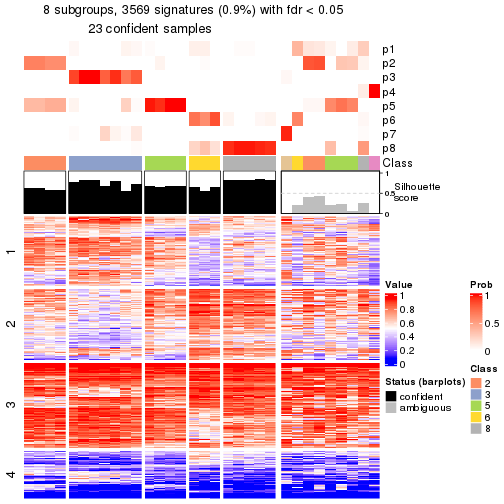 8 subgroups, 3569 signatures (0.9%) with fdr < 0.05
23 confident samples
p1
p2
p3
p4
p5
p6
p7
p8
Class
1
0.5
0
Silhouette
score
1
2
3
4
Value
1
0.8
0.6
0.4
0.2
0
Status (barplots)
confident
ambiguous
Prob
1
0.5
0
Class
2
3
5
6
8